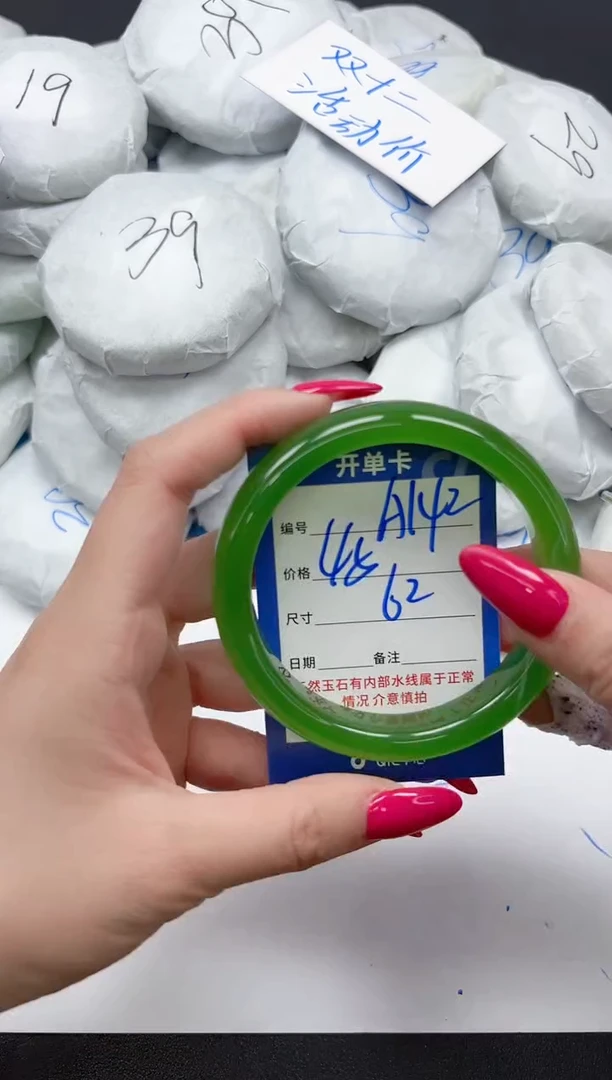 19
双十二
活动价
29
39
开单卡
编号 A142
价格 48
尺寸 62
日期 备注
然玉石有内部水线属于正常
情况 介意慎拍